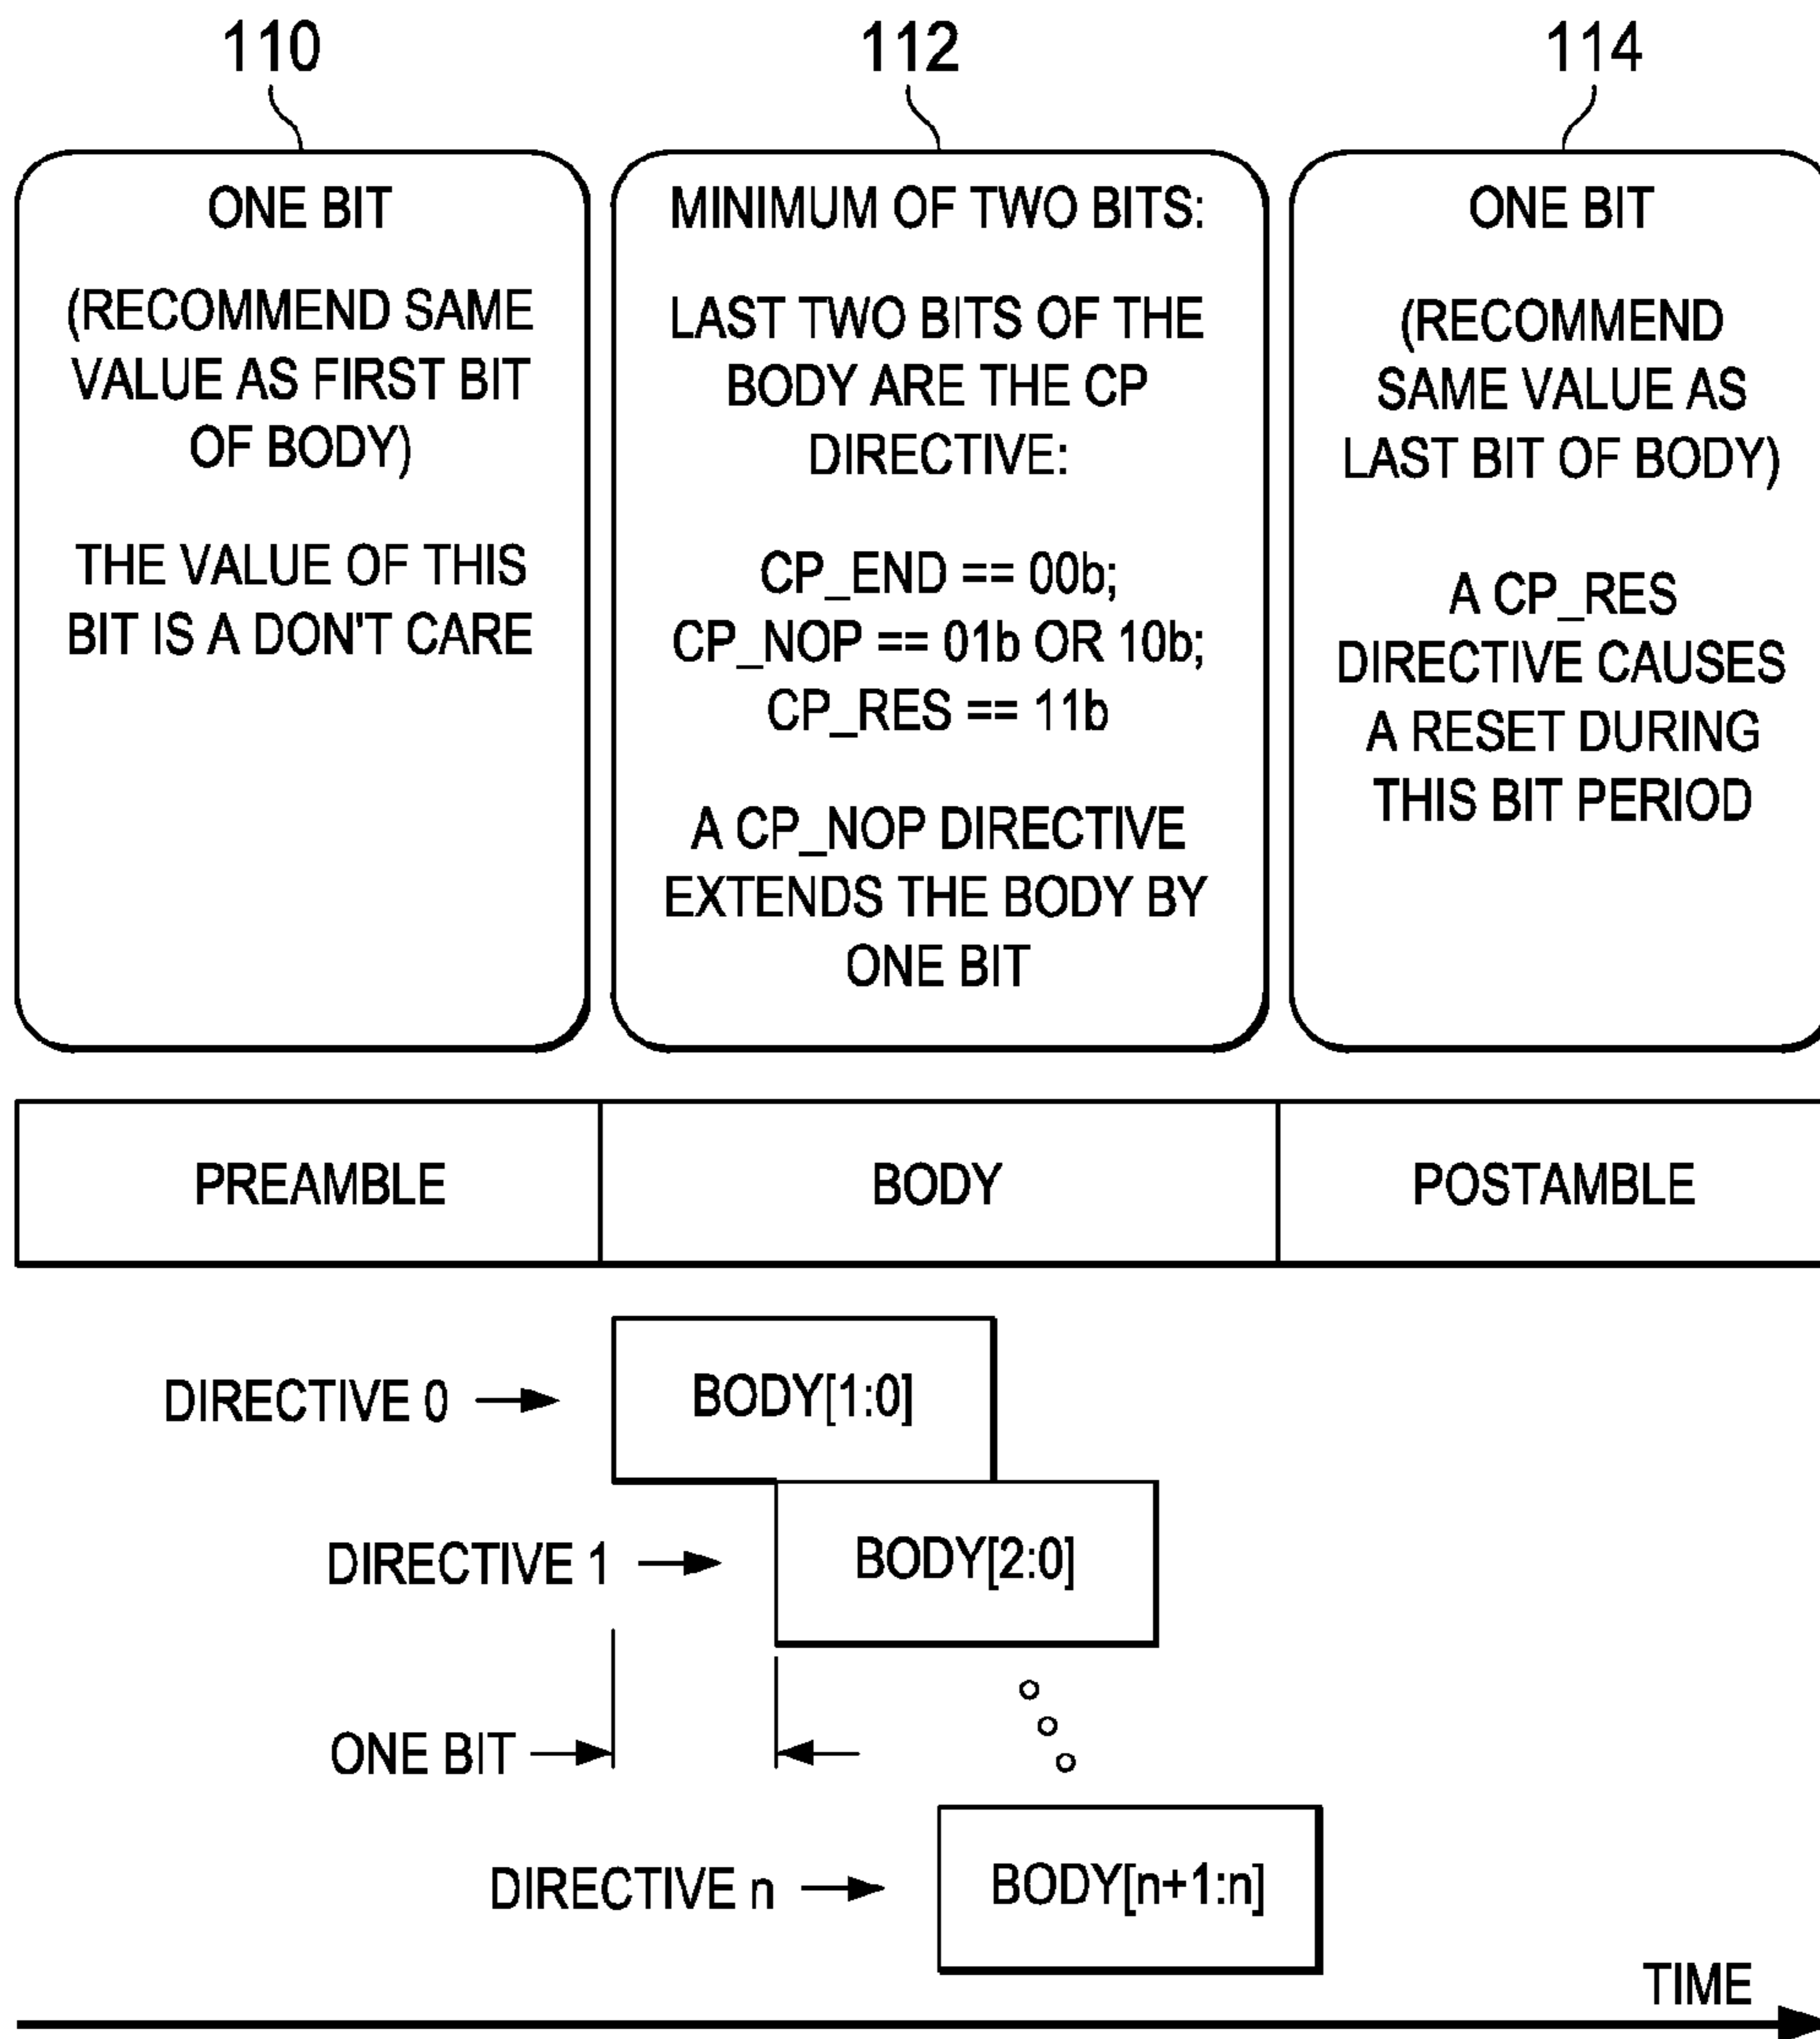 110
112
114
ONE BIT
(RECOMMEND SAME
VALUE AS FIRST BIT
OF BODY)
THE VALUE OF THIS
BIT IS A DON'T CARE
MINIMUM OF TWO BITS:
LAST TWO BITS OF THE
BODY ARE THE CP
DIRECTIVE:
CP_END == 00b;
CP_NOP == 01b OR 10b;
CP_RES == 11b
A CP_NOP DIRECTIVE
EXTENDS THE BODY BY
ONE BIT
ONE BIT
(RECOMMEND
SAME VALUE AS
LAST BIT OF BODY)
A CP_RES
DIRECTIVE CAUSES
A RESET DURING
THIS BIT PERIOD
PREAMBLE
BODY
POSTAMBLE
DIRECTIVE 0
BODY[1:0]
DIRECTIVE 1
BODY[2:0]
ONE BIT
DIRECTIVE n
BODY[n+1:n]
TIME